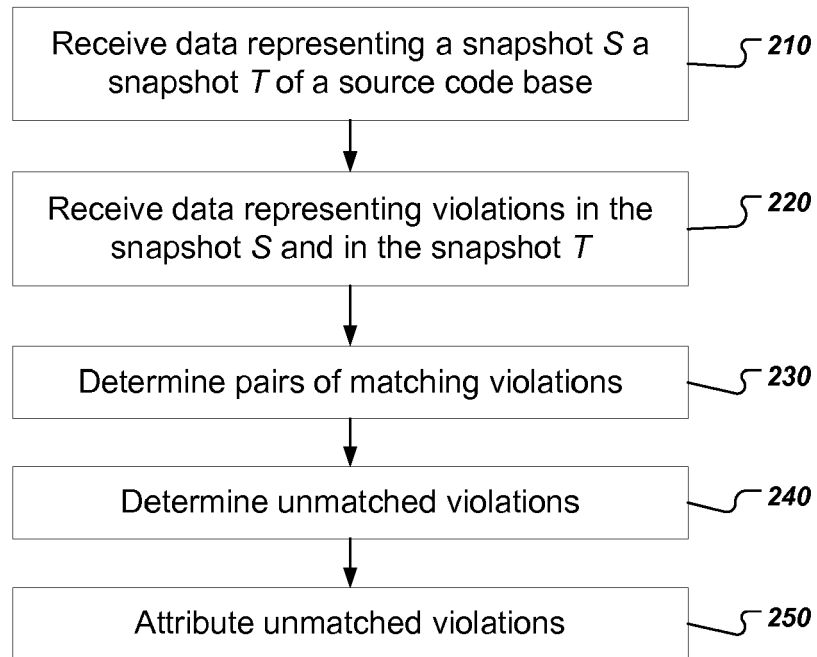 Receive data representing a snapshot S a
snapshot T of a source code base
210
Receive data representing violations in the
snapshot S and in the snapshot T
220
Determine pairs of matching violations
230
Determine unmatched violations
240
Attribute unmatched violations
250